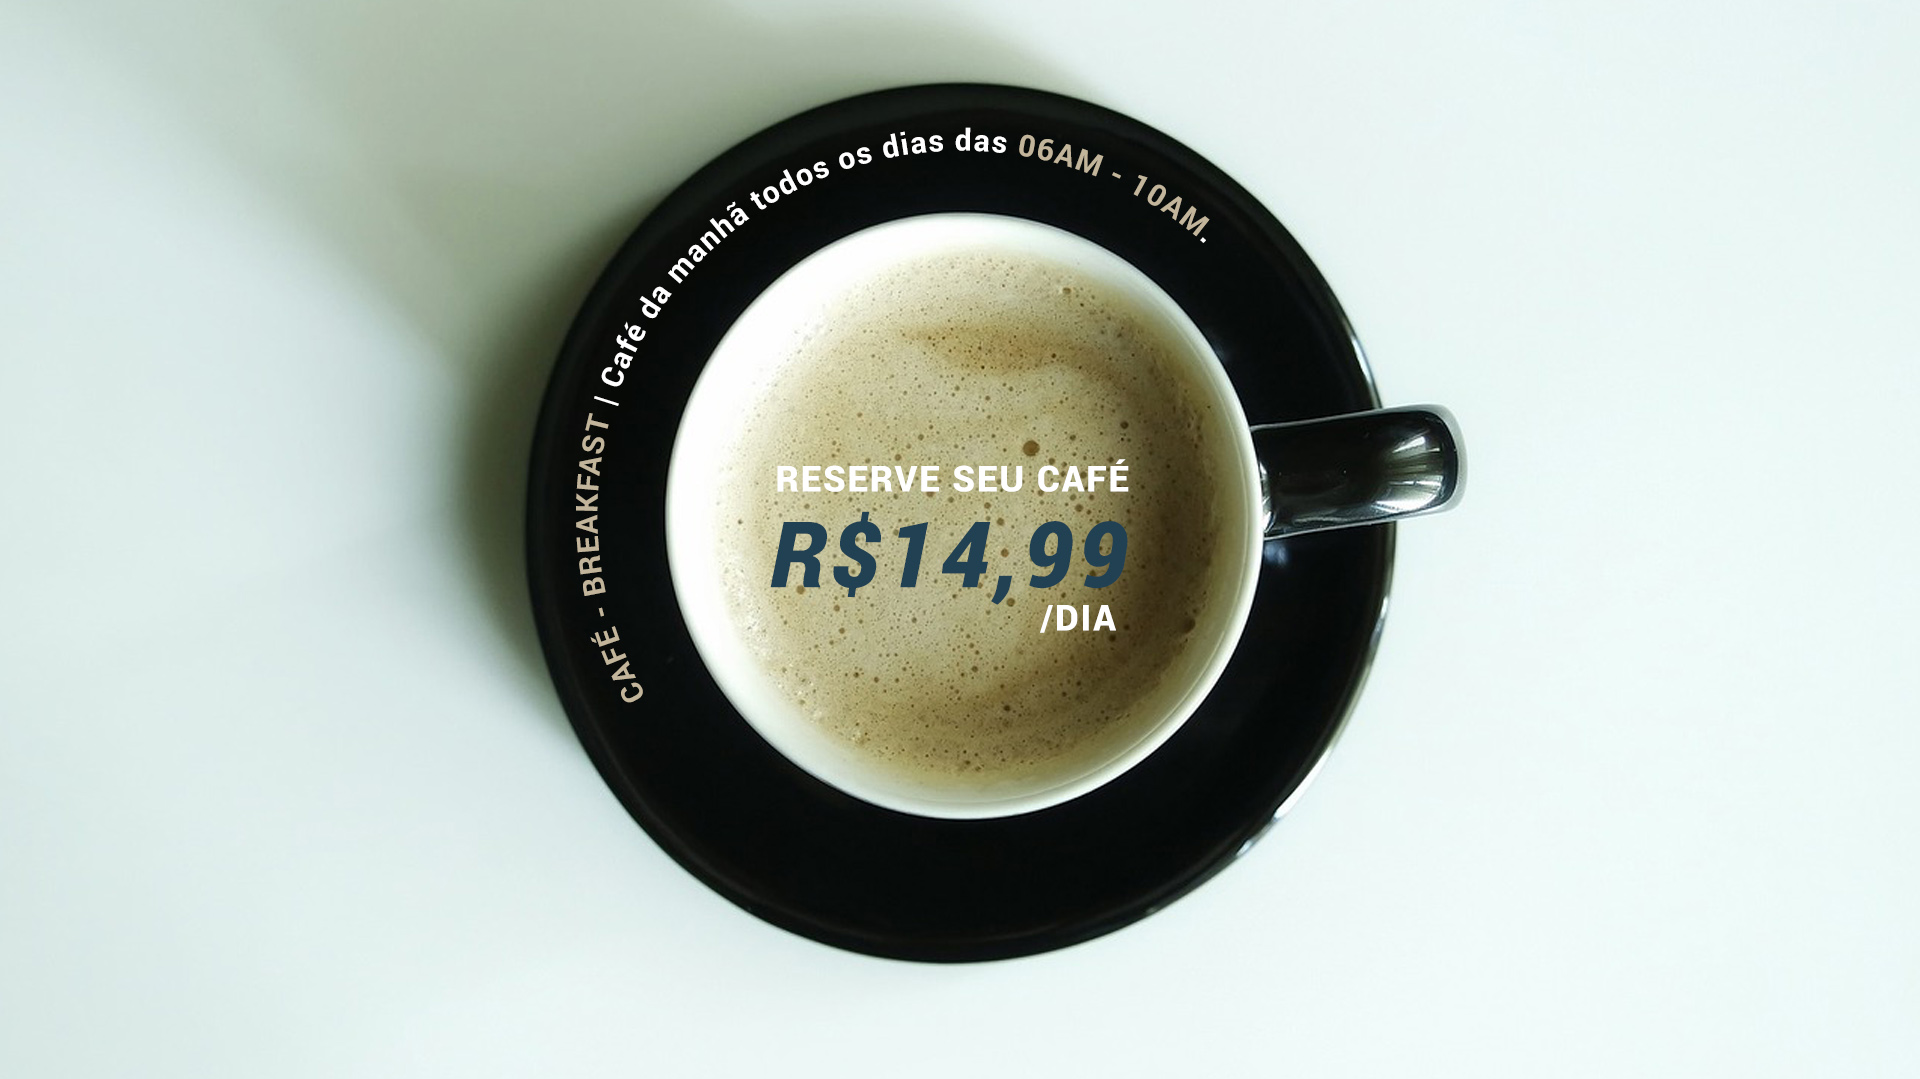 CAFÉ - BREAKFAST | Café da manhã todos os dias das 06AM - 10AM.
RESERVE SEU CAFÉ
R$14,99
/DIA